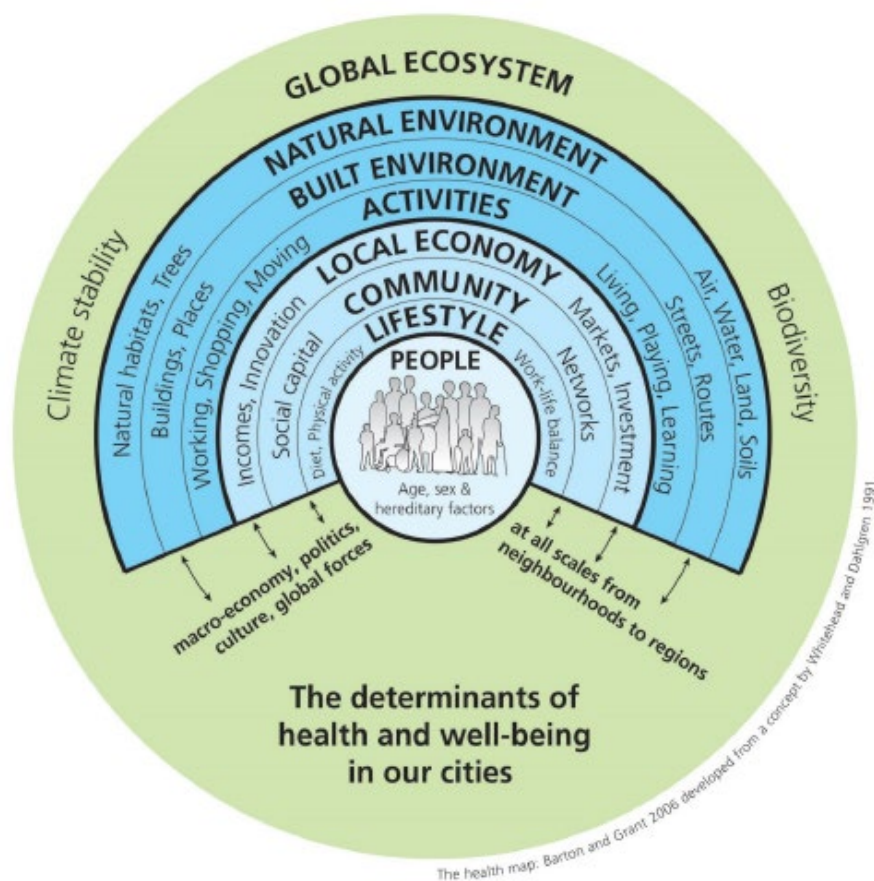 GLOBAL ECOSYSTEM
NATURAL ENVIRONMENT
BUILT ENVIRONMENT
ACTIVITIES
LOCAL ECONOMY
COMMUNITY
LIFESTYLE
PEOPLE
Climate stability
Natural habitats, Trees
Buildings, Places
Working, Shopping, Moving
Incomes, Innovation
Social capital
Diet, Physical activity
Work-life balance
Networks
Markets, Investment
Living, Playing, Learning
Streets, Routes
Air, Water, Land, Soils
Biodiversity
Age, sex &
hereditary factors
macro-economy, politics,
culture, global forces
at all scales from
neighbourhoods to regions
The determinants of
health and well-being
in our cities
The health map: Barton and Grant 2006 developed from a concept by Whitehead and Dahlgren 1991